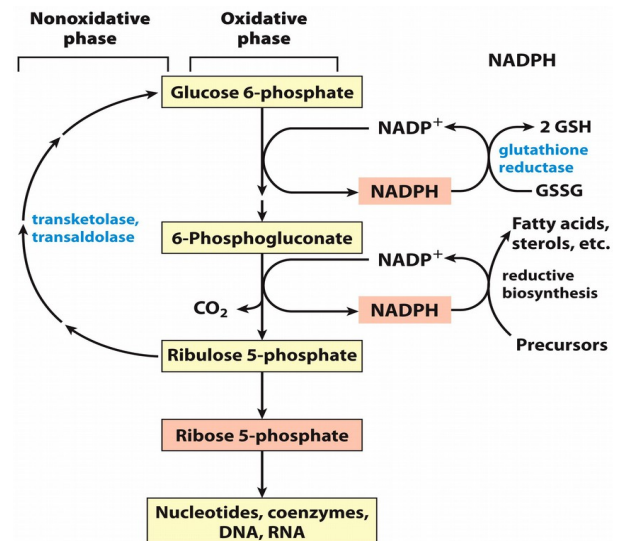 Nonoxidative
phase
Oxidative
phase
NADPH
Glucose 6-phosphate
NADP+
2 GSH
glutathione
reductase
NADPH
GSSG
transketolase,
transaldolase
6-Phosphogluconate
Fatty acids,
sterols, etc.
NADP+
reductive
biosynthesis
CO2
NADPH
Precursors
Ribulose 5-phosphate
Ribose 5-phosphate
Nucleotides, coenzymes,
DNA, RNA